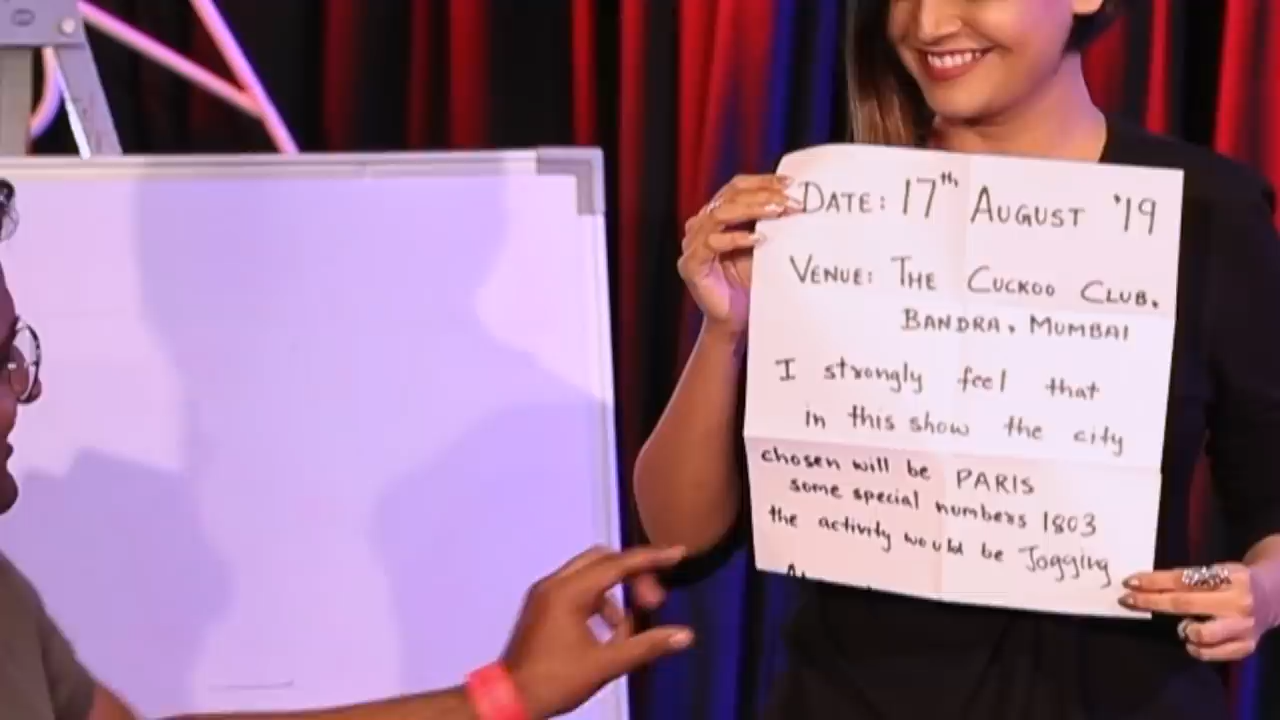 DATE: 17th AUGUST '19
VENUE: THE CUCKOO CLUB,
BANDRA, MUMBAI
I strongly feel that
in this show the city
chosen will be PARIS
some special numbers 1803
the activity would be Jogging